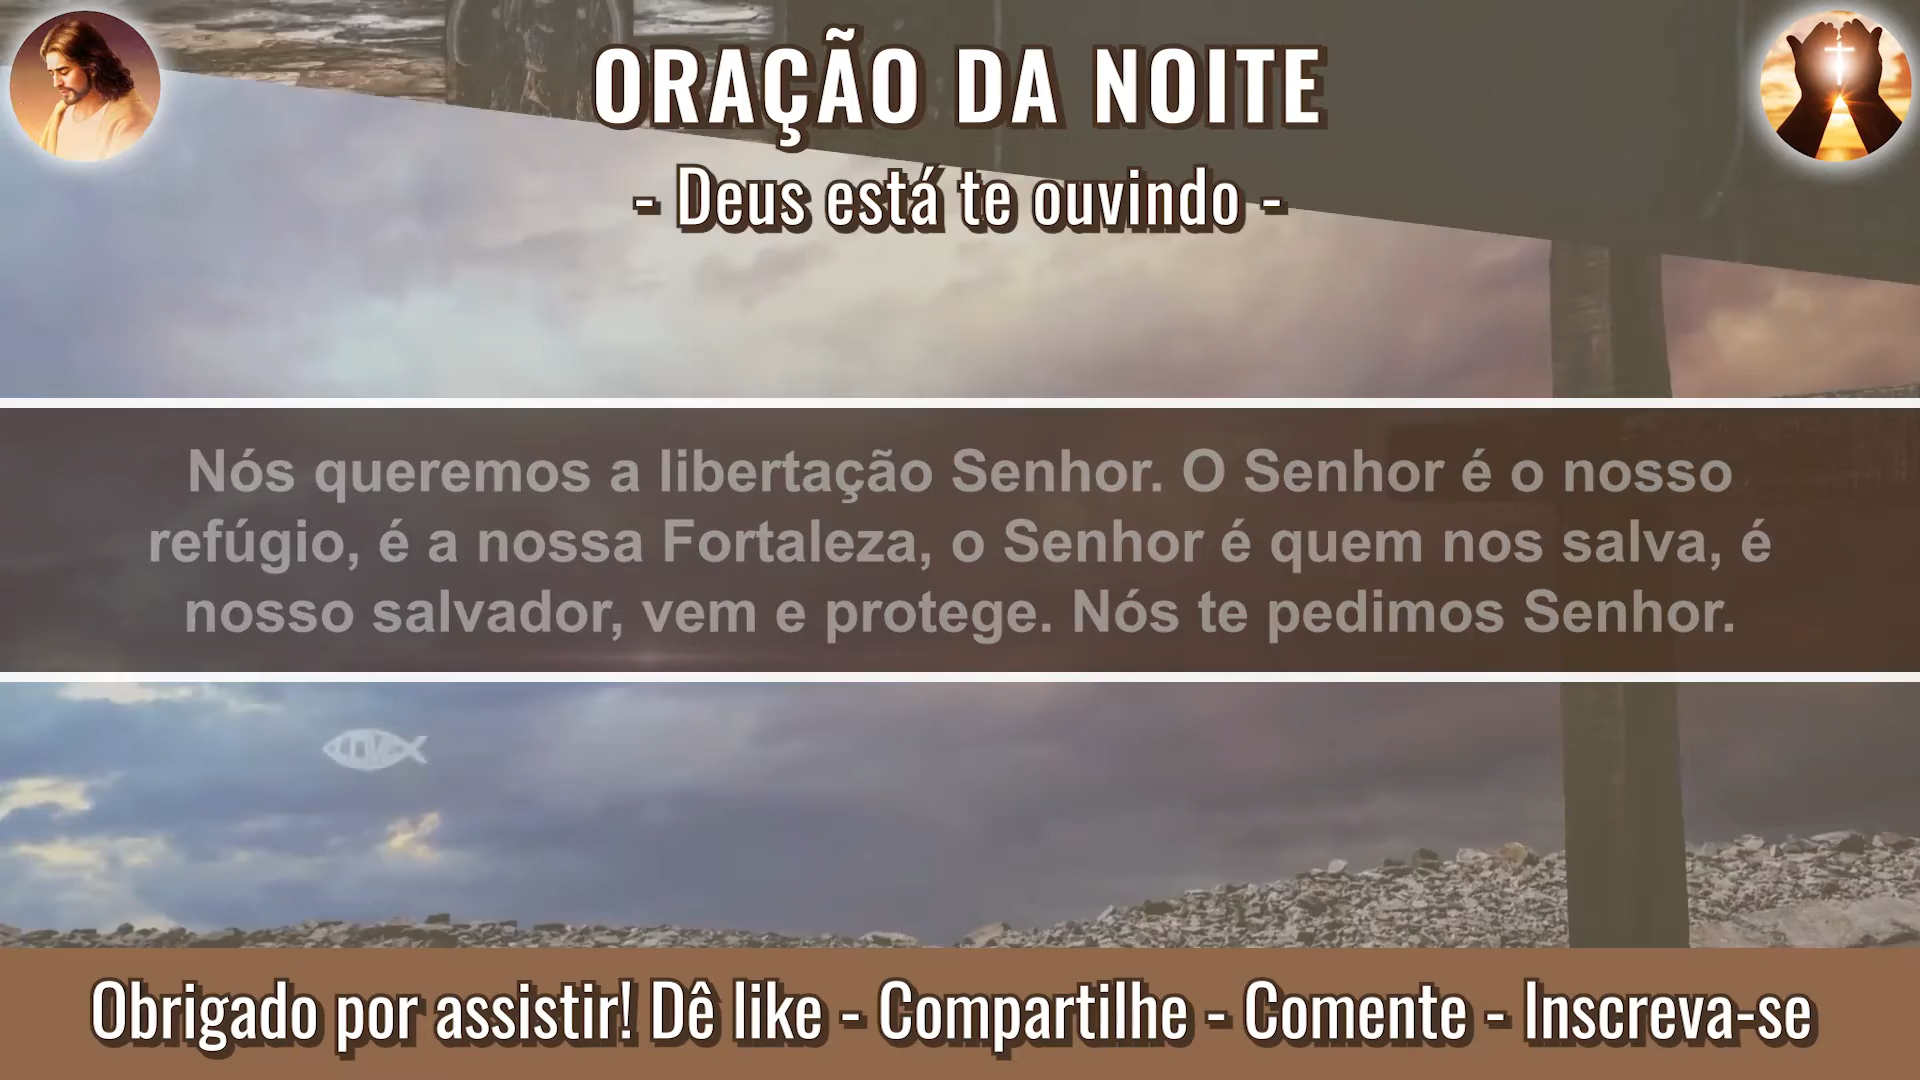 ORAÇÃO DA NOITE
- Deus está te ouvindo -
Nós queremos a libertação Senhor. O Senhor é o nosso
refúgio, é a nossa Fortaleza, o Senhor é quem nos salva, é
nosso salvador, vem e protege. Nós te pedimos Senhor.
Obrigado por assistir! Dê like - Compartilhe - Comente - Inscreva-se